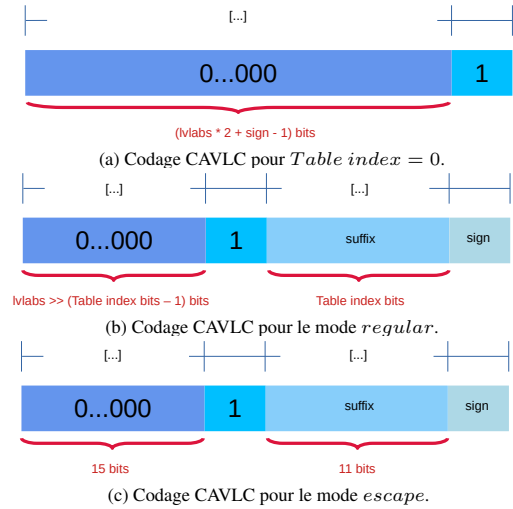 [...]
0...000 1
(lvlabs * 2 + sign - 1) bits
(a) Codage CAVLC pour Table index = 0.
[...] [...]
0...000 1 suffix sign
lvlabs >> (Table index bits – 1) bits Table index bits
(b) Codage CAVLC pour le mode regular.
[...] [...]
0...000 1 suffix sign
15 bits 11 bits
(c) Codage CAVLC pour le mode escape.